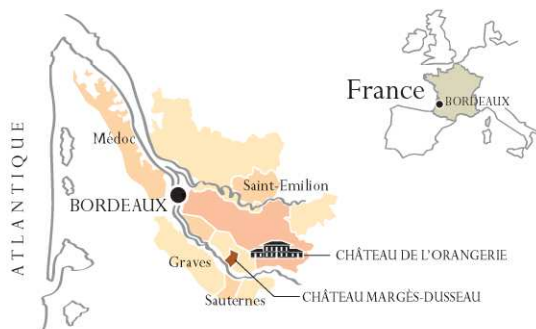 France
BORDEAUX
ATLANTIQUE
Médoc
Saint-Emilion
BORDEAUX
CHÂTEAU DE L'ORANGERIE
Graves
CHÂTEAU MARGÈS-DUSSEAU
Sauternes